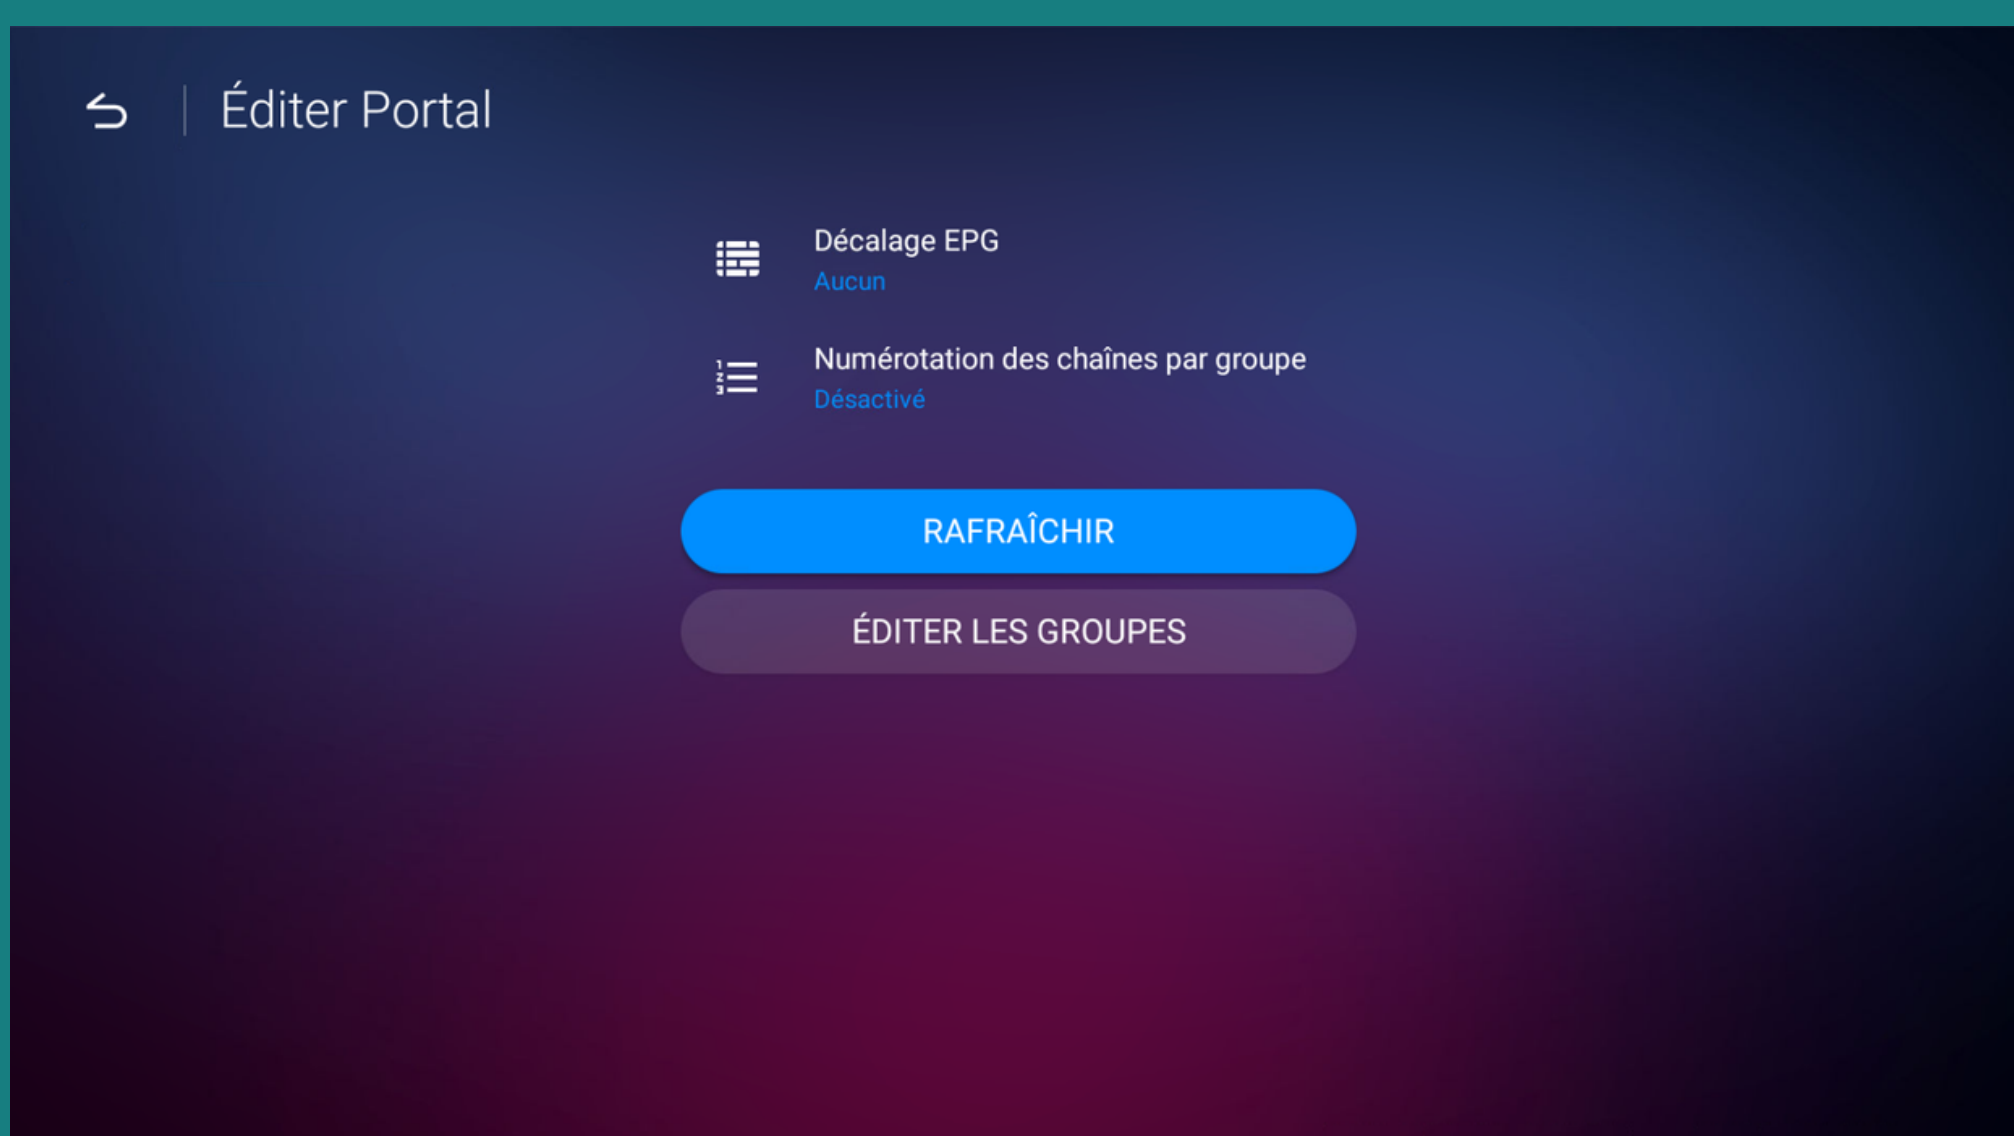 Éditer Portal
Décalage EPG
Aucun
Numérotation des chaînes par groupe
Désactivé
RAFRAÎCHIR
ÉDITER LES GROUPES